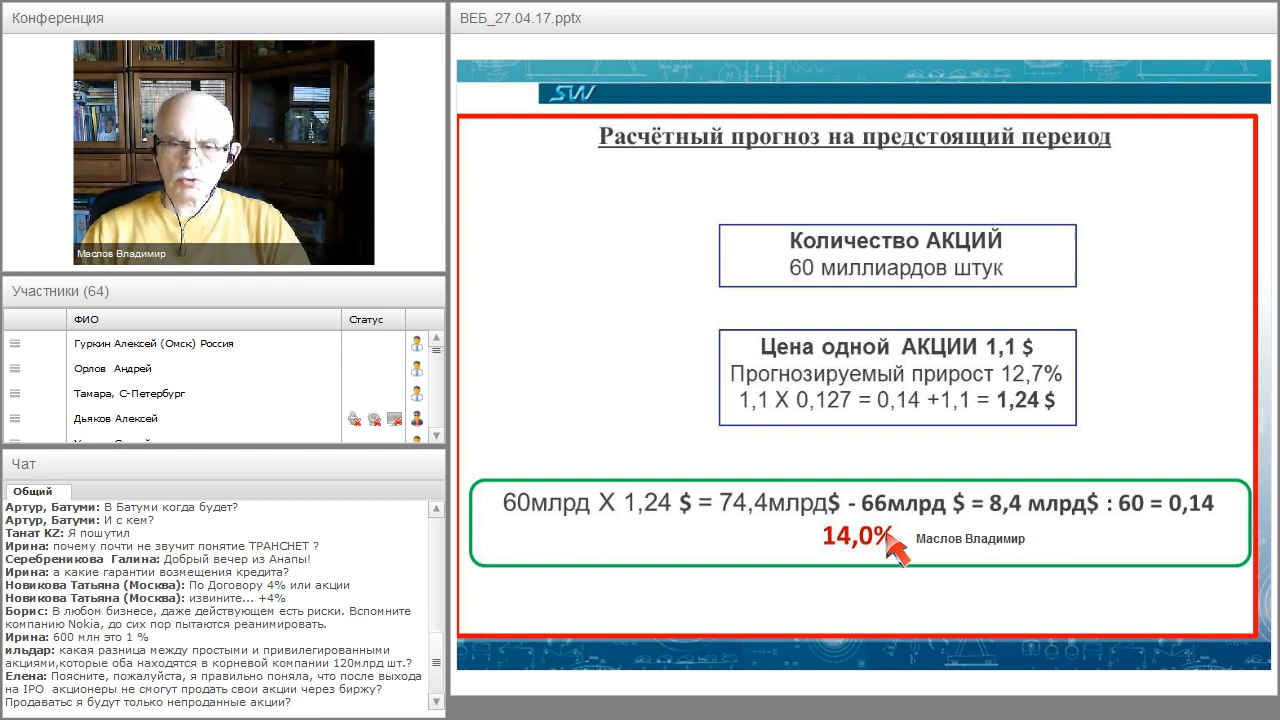 Конференция
Маслов Владимир
Участники (64)
ФИО
Статус
Гуркин Алексей (Омск) Россия
Орлов Андрей
Тамара, С-Петербург
Дьяков Алексей
Чат
Общий
Артур, Батуми: В Батуми когда будет?
Артур, Батуми: И с кем?
Танат KZ: Я пошутил
Ирина: почему почти не звучит понятие ТРАНСНЕТ ?
Серебреникова Галина: Добрый вечер из Анапы!
Ирина: а какие гарантии возмещения кредита?
Новикова Татьяна (Москва): По Договору 4% или акции
Новикова Татьяна (Москва): извините... +4%
Борис: В любом бизнесе, даже действующем есть риски. Вспомните
компанию Nokia, до сих пор пытаются реанимировать.
Ирина: 600 млн это 1 %
ильдар: какая разница между простыми и привилегированными
акциями,которые оба находятся в корневой компании 120млрд шт.?
Елена: Поясните, пожалуйста, я правильно поняла, что после выхода
на IPO акционеры не смогут продать свои акции через биржу?
Продаватьс я будут только непроданные акции?
ВЕБ_27.04.17.pptx
SW
Расчётный прогноз на предстоящий переиод
Количество АКЦИЙ
60 миллиардов штук
Цена одной АКЦИИ 1,1 $
Прогнозируемый прирост 12,7%
1,1 Х 0,127 = 0,14 +1,1 = 1,24 $
60млрд Х 1,24 $ = 74,4млрд$ - 66млрд $ = 8,4 млрд$ : 60 = 0,14
14,0%
Маслов Владимир